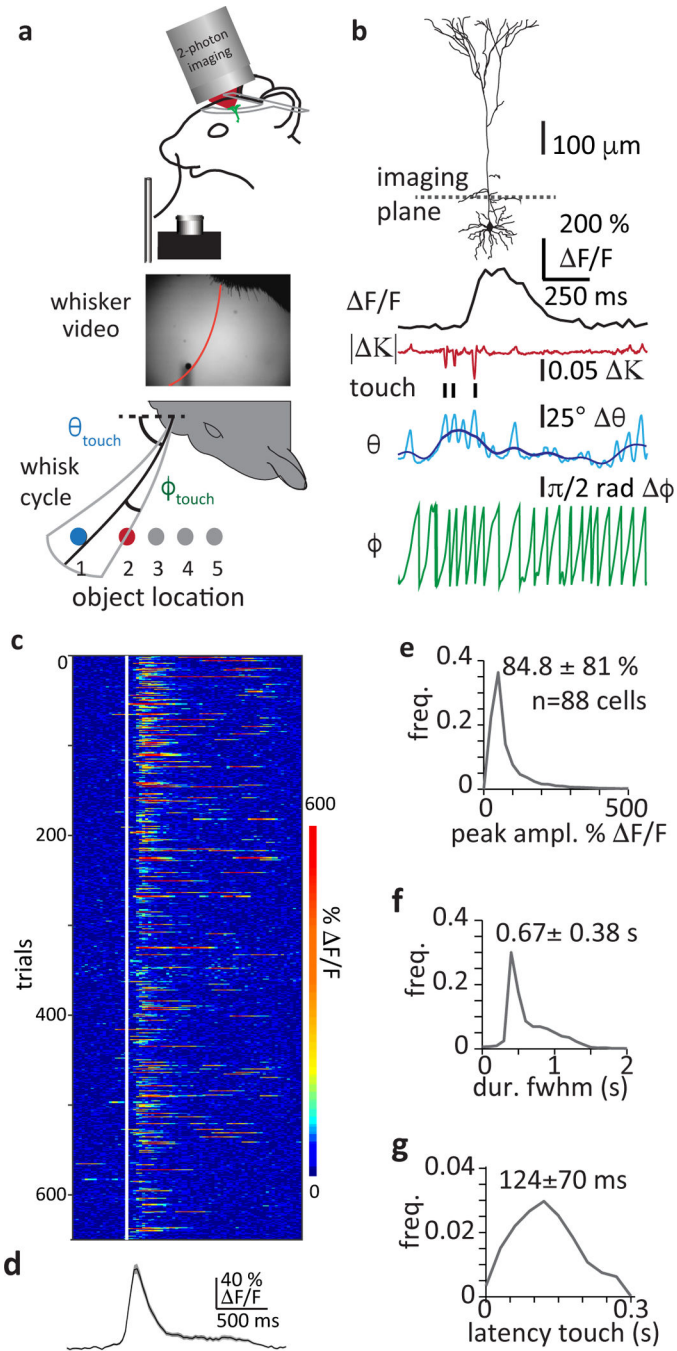 a
2-photon
imaging
whisker
video
θtouch
whisk
cycle
ϕtouch
1 2 3 4 5
object location
b
100 μm
imaging
plane
200 %
ΔF/F
250 ms
ΔF/F
|ΔK|
0.05 ΔK
touch
25° Δθ
θ
π/2 rad Δϕ
ϕ
c
0
200
400
600
trials
600
% ΔF/F
0
d
40 %
ΔF/F
500 ms
e
0.4
0.2
0
freq.
84.8 ± 81 %
n=88 cells
0 500
peak ampl. % ΔF/F
f
0.4
0.2
0
freq.
0.67± 0.38 s
0 1 2
dur. fwhm (s)
g
0.04
0.02
0
freq.
124±70 ms
0 0.3
latency touch (s)